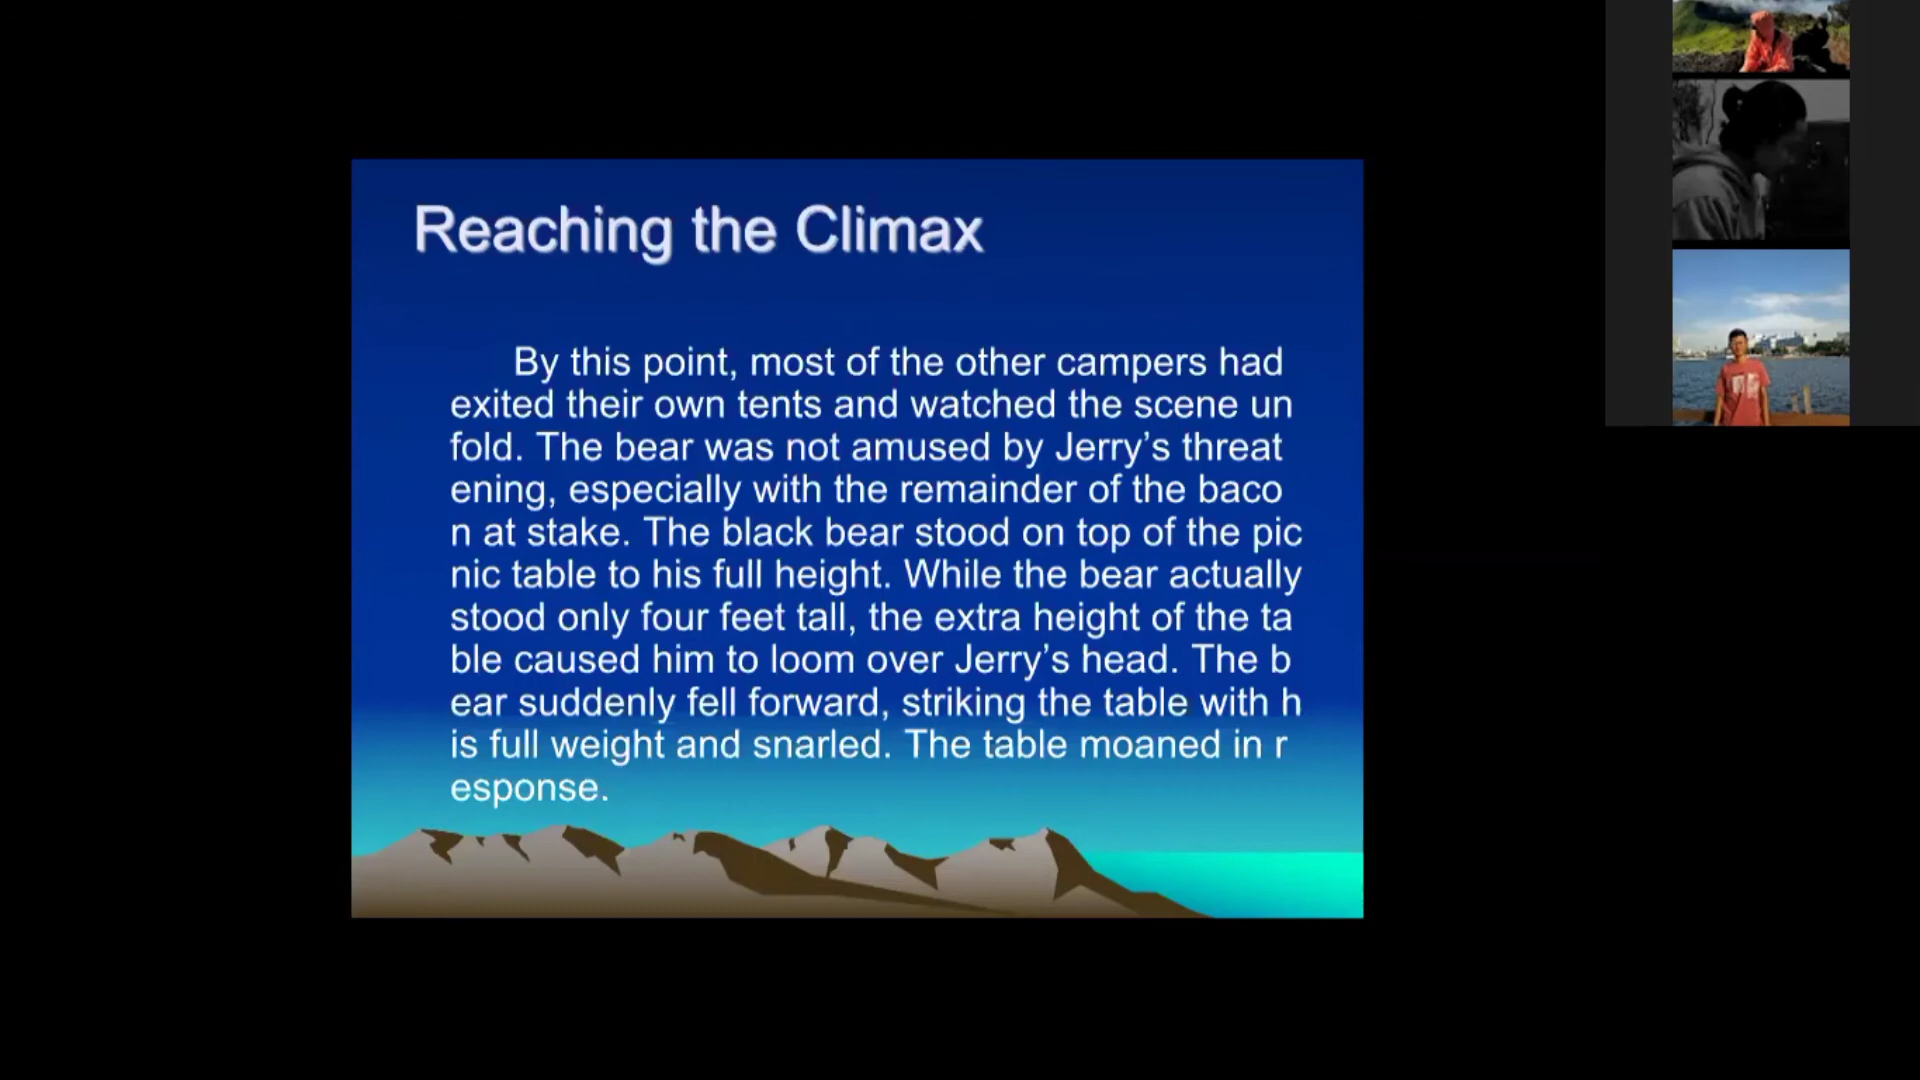 Reaching the Climax
By this point, most of the other campers had
exited their own tents and watched the scene un
fold. The bear was not amused by Jerry’s threat
ening, especially with the remainder of the baco
n at stake. The black bear stood on top of the pic
nic table to his full height. While the bear actually
stood only four feet tall, the extra height of the ta
ble caused him to loom over Jerry’s head. The b
ear suddenly fell forward, striking the table with h
is full weight and snarled. The table moaned in r
esponse.